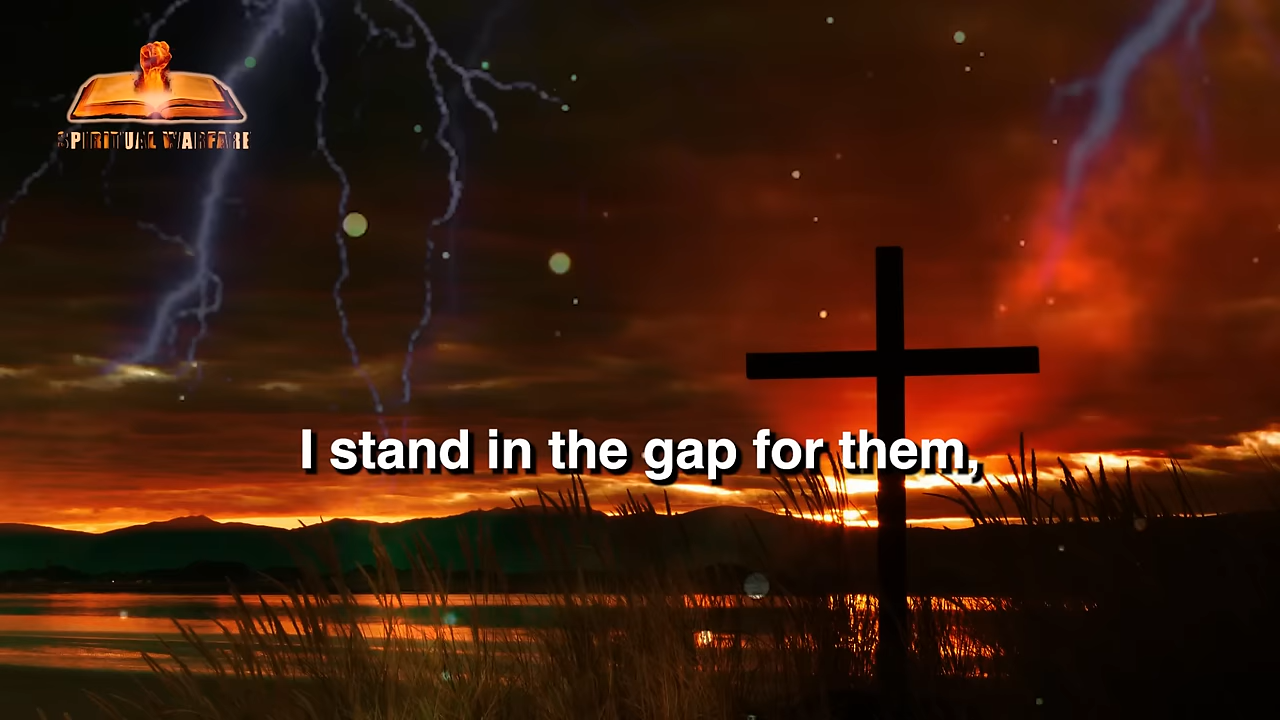 SPIRITUAL WARFARE
I stand in the gap for them,